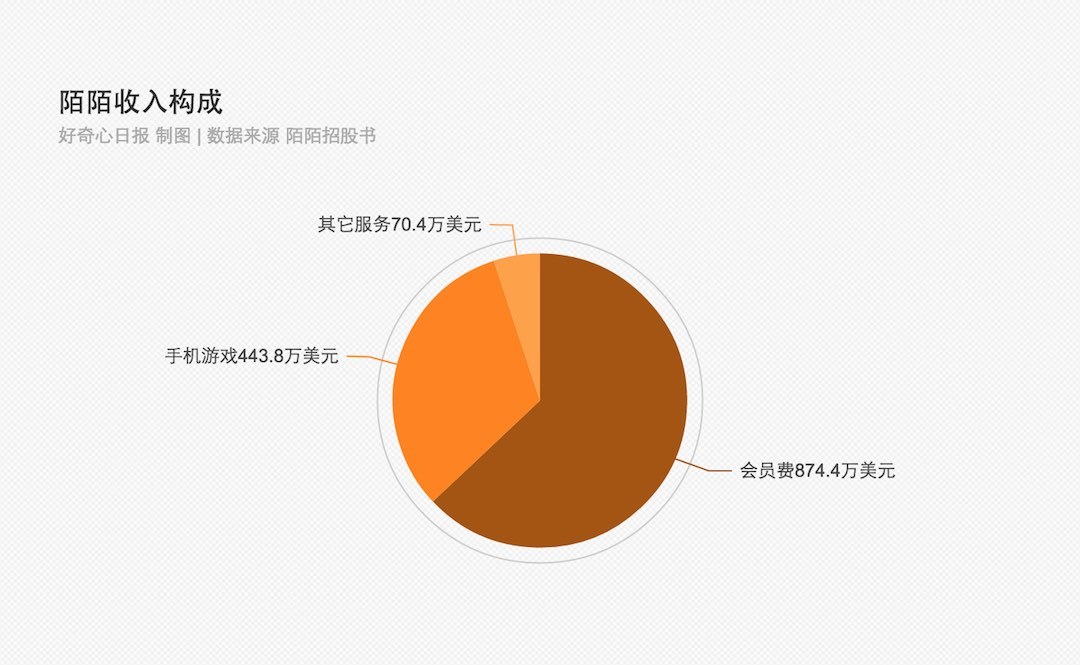 陌陌收入构成
好奇心日报 制图 | 数据来源 陌陌招股书
其它服务70.4万美元
手机游戏443.8万美元
会员费874.4万美元